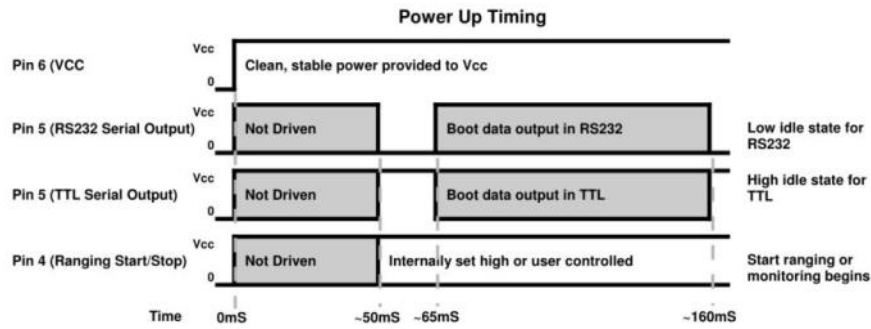 Power Up Timing
Pin 6 (VCC
Vcc
0
Clean, stable power provided to Vcc
Pin 5 (RS232 Serial Output)
Vcc
0
Not Driven
Boot data output in RS232
Low idle state for
RS232
Pin 5 (TTL Serial Output)
Vcc
0
Not Driven
Boot data output in TTL
High idle state for
TTL
Pin 4 (Ranging Start/Stop)
Vcc
0
Not Driven
Internally set high or user controlled
Start ranging or
monitoring begins
Time 0mS ~50mS ~65mS ~160mS